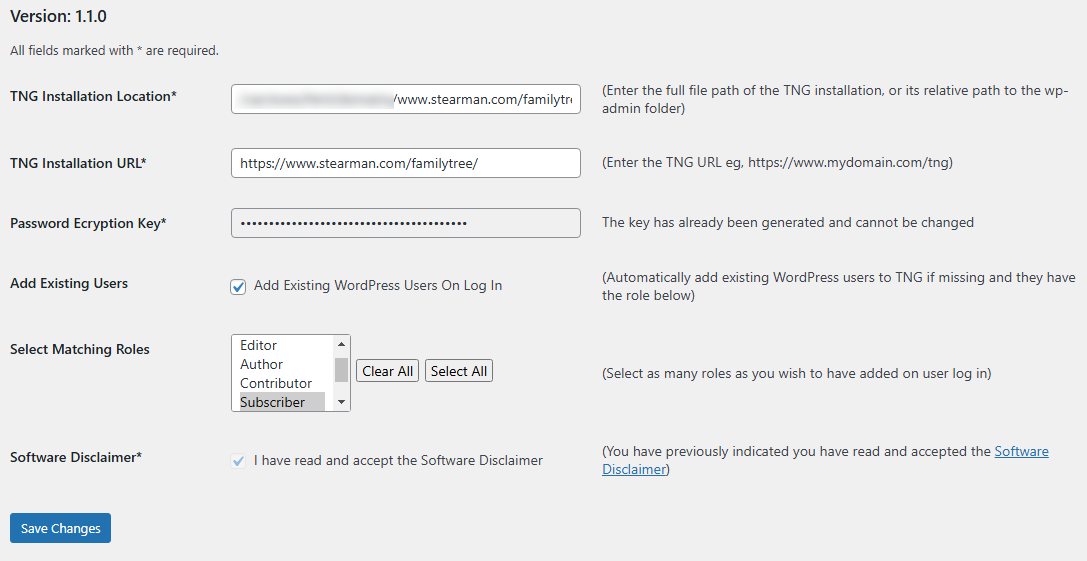 Version: 1.1.0
All fields marked with * are required.
TNG Installation Location*
/www.stearman.com/familytre
(Enter the full file path of the TNG installation, or its relative path to the wp-
admin folder)
TNG Installation URL*
https://www.stearman.com/familytree/
(Enter the TNG URL eg, https://www.mydomain.com/tng)
Password Ecryption Key*
The key has already been generated and cannot be changed
Add Existing Users
Add Existing WordPress Users On Log In
(Automatically add existing WordPress users to TNG if missing and they have
the role below)
Select Matching Roles
Editor
Author
Contributor
Subscriber
Clear All
Select All
(Select as many roles as you wish to have added on user log in)
Software Disclaimer*
I have read and accept the Software Disclaimer
(You have previously indicated you have read and accepted the Software
Disclaimer)
Save Changes